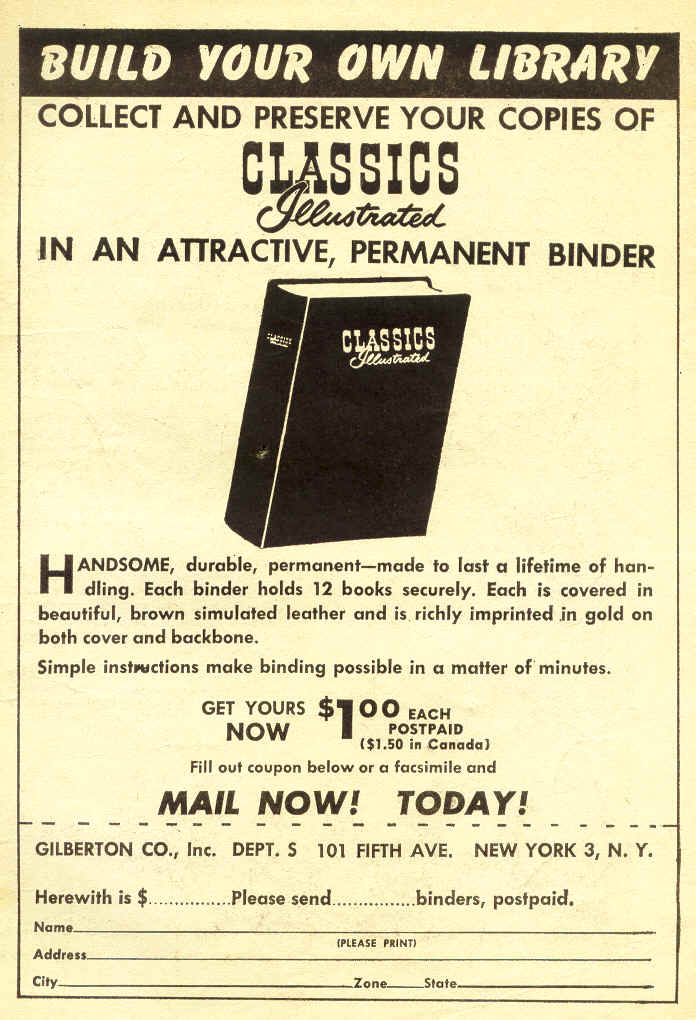 BUILD YOUR OWN LIBRARY
COLLECT AND PRESERVE YOUR COPIES OF
CLASSICS
Illustrated
IN AN ATTRACTIVE, PERMANENT BINDER
CLASSICS
Illustrated
CLASSICS
Illustrated
HANDSOME, durable, permanent—made to last a lifetime of han-
dling. Each binder holds 12 books securely. Each is covered in
beautiful, brown simulated leather and is richly imprinted in gold on
both cover and backbone.
Simple instructions make binding possible in a matter of minutes.
GET YOURS $1.00 EACH
NOW POSTPAID
($1.50 in Canada)
Fill out coupon below or a facsimile and
MAIL NOW! TODAY!
GILBERTON CO., Inc. DEPT. S 101 FIFTH AVE. NEW YORK 3, N. Y.
Herewith is $................Please send................binders, postpaid.
Name
(PLEASE PRINT)
Address
City Zone State